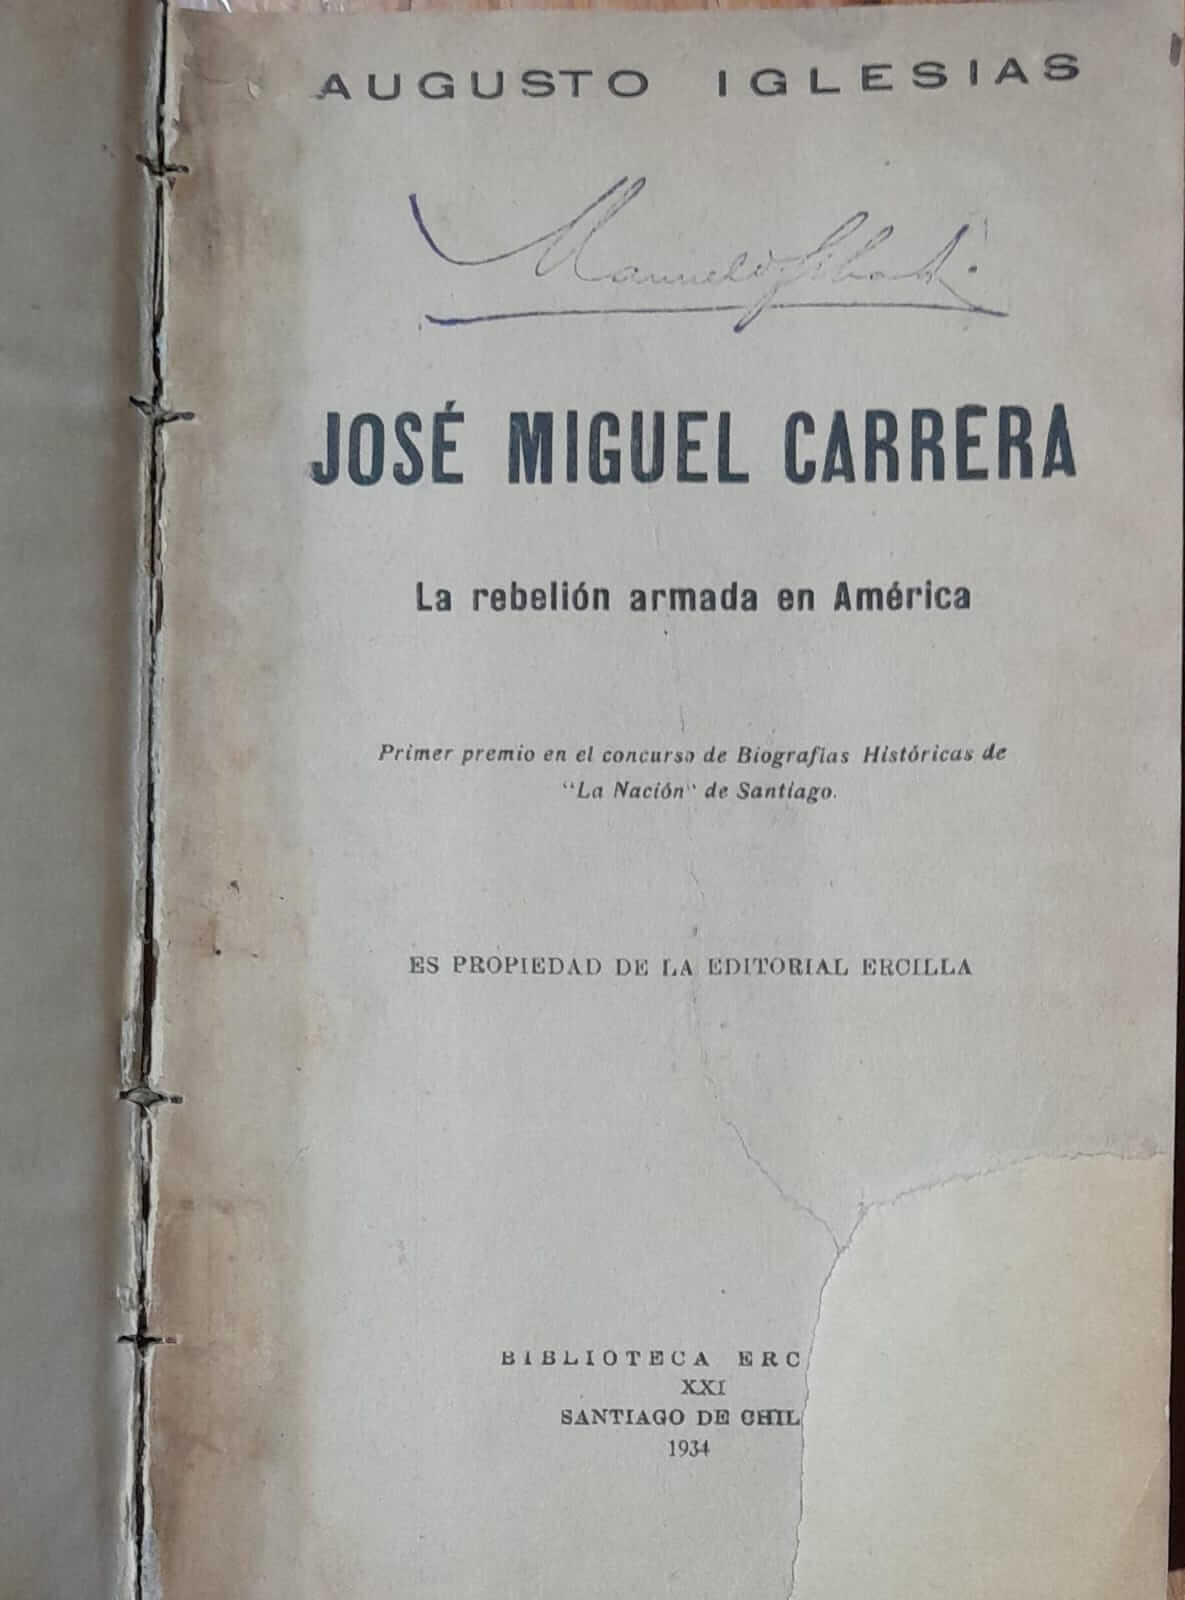 AUGUSTO IGLESIAS
JOSÉ MIGUEL CARRERA
La rebelión armada en América
Primer premio en el concurso de Biografias Históricas de
“La Nación” de Santiago.
ES PROPIEDAD DE LA EDITORIAL ERCILLA
BIBLIOTECA ERC
XXI
SANTIAGO DE CHIL
1934